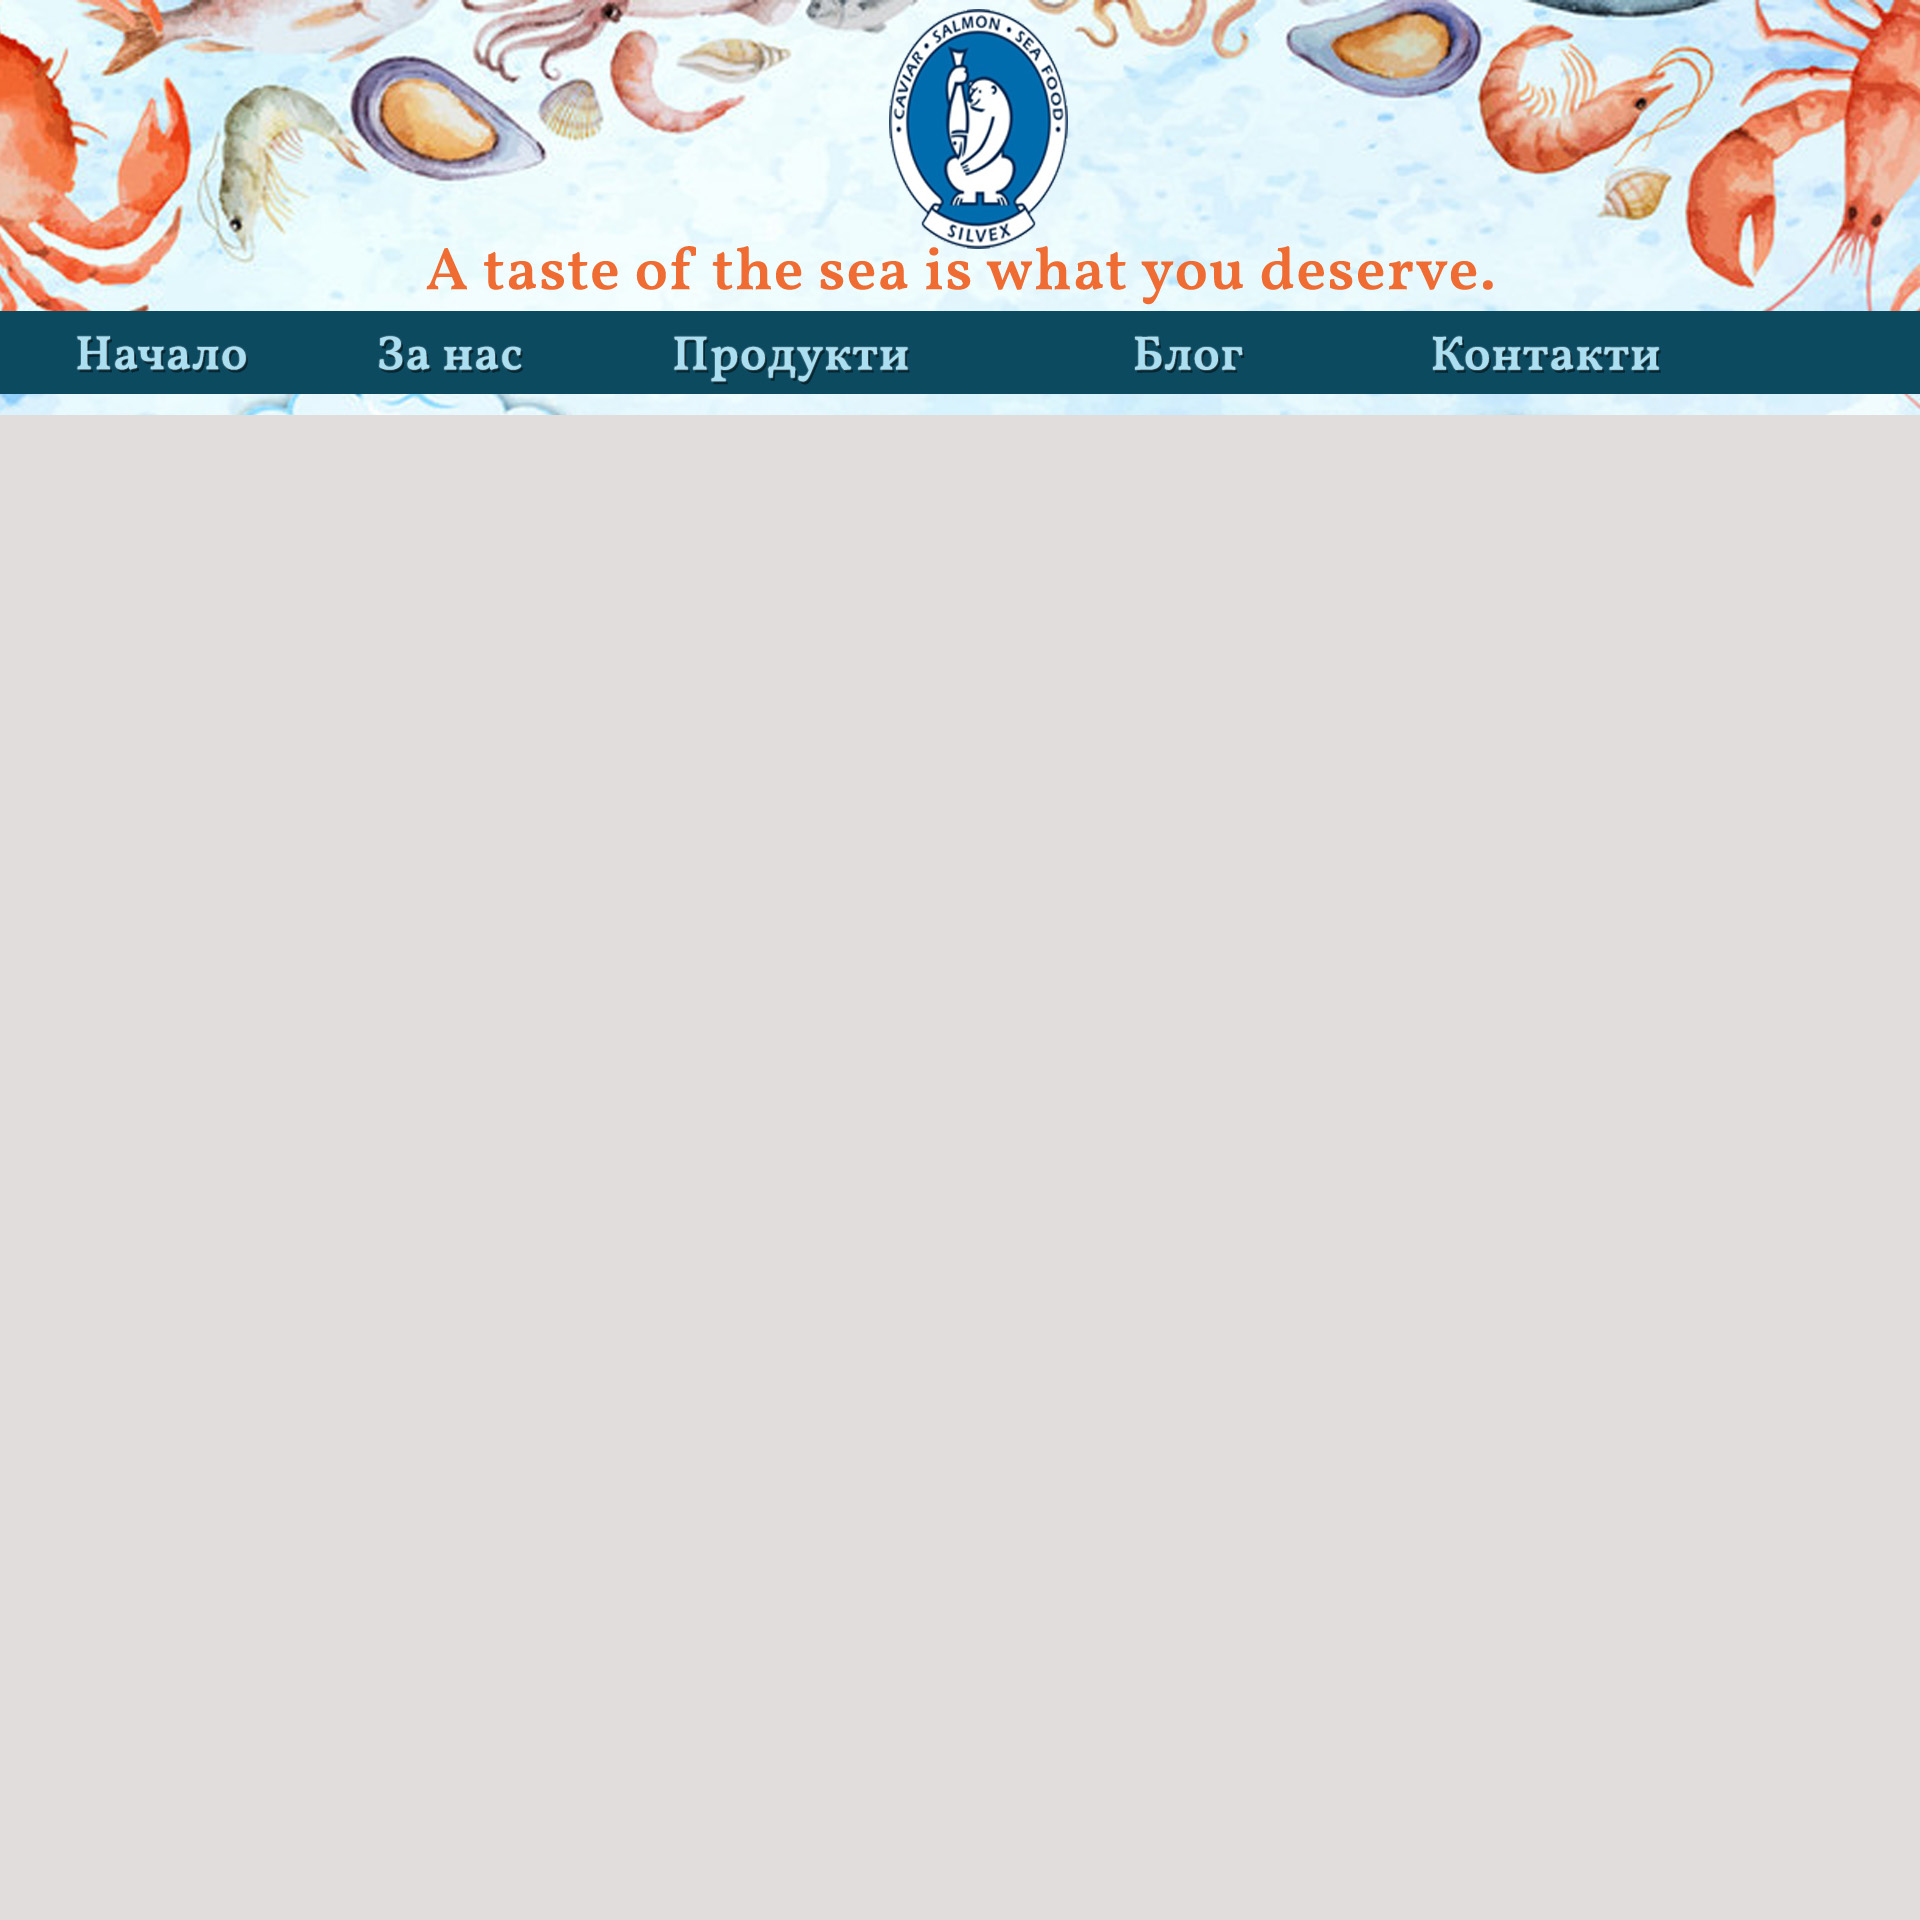 • CAVIAR • SALMON • SEA FOOD •
SILVEX
A taste of the sea is what you deserve.
Начало За нас Продукти Блог Контакти